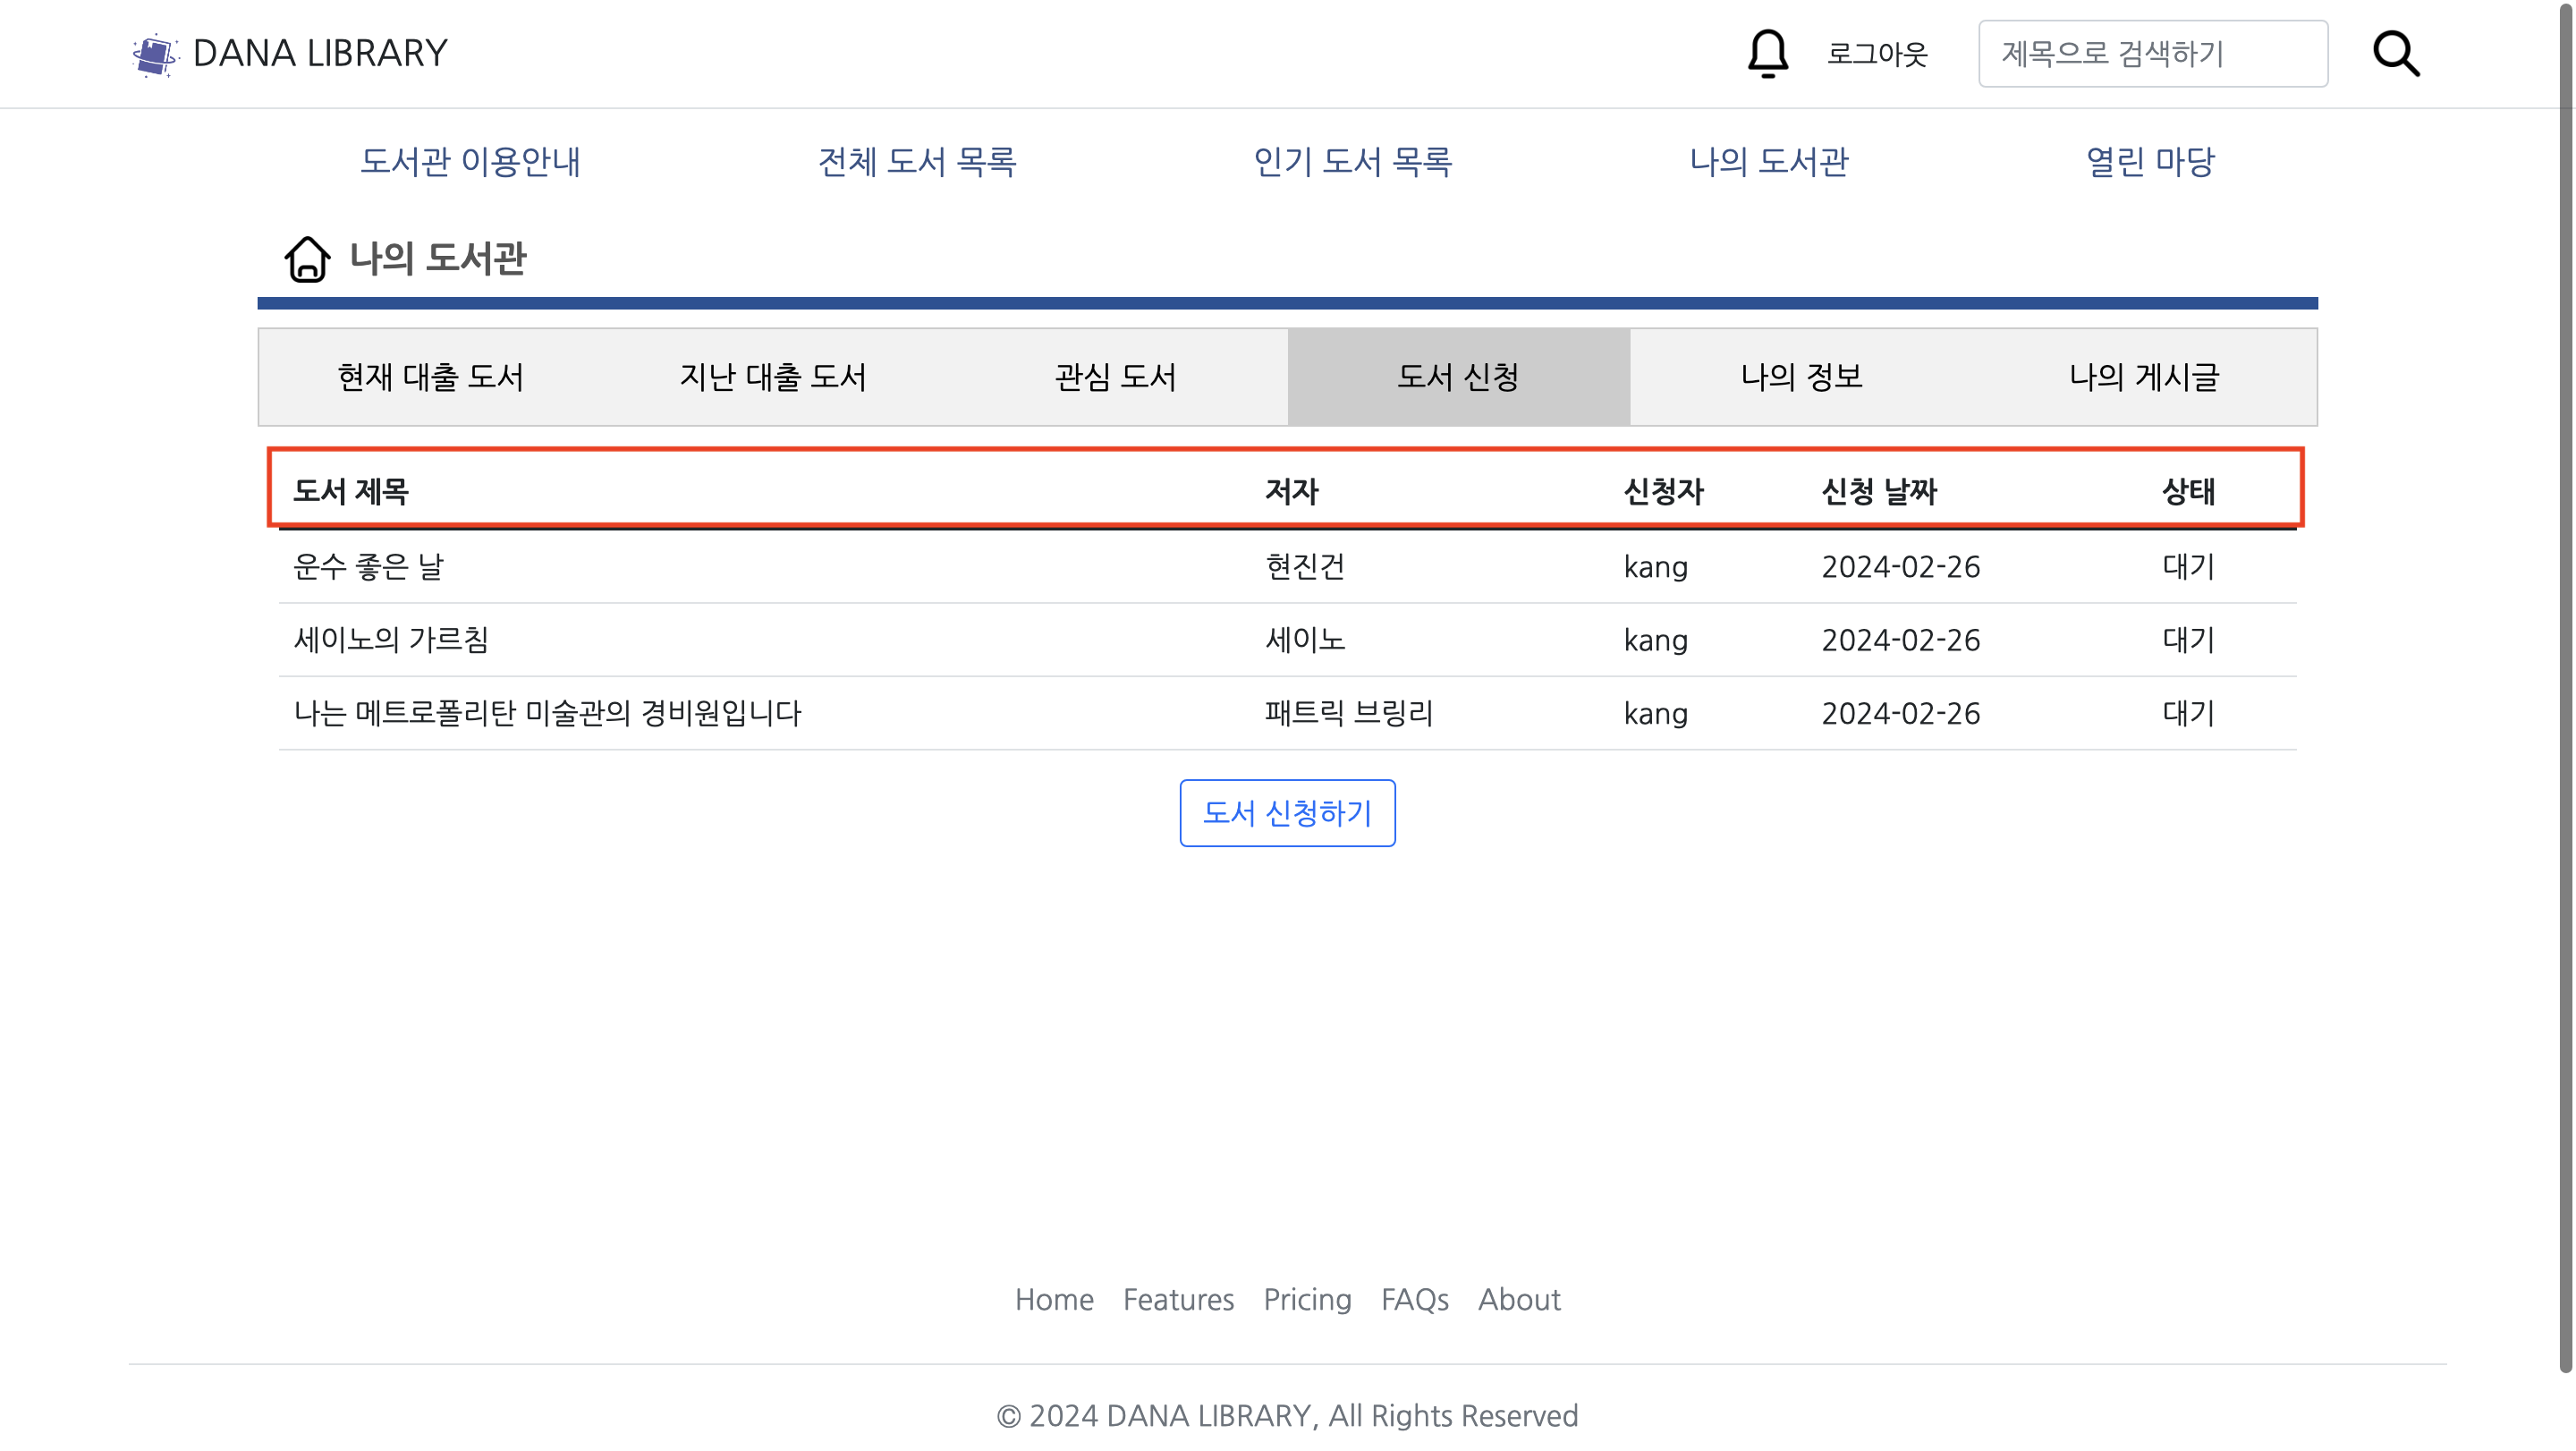 DANA LIBRARY 로그아웃 제목으로 검색하기
도서관 이용안내 전체 도서 목록 인기 도서 목록 나의 도서관 열린 마당
나의 도서관
현재 대출 도서 지난 대출 도서 관심 도서 도서 신청 나의 정보 나의 게시글
도서 제목 저자 신청자 신청 날짜 상태
운수 좋은 날 현진건 kang 2024-02-26 대기
세이노의 가르침 세이노 kang 2024-02-26 대기
나는 메트로폴리탄 미술관의 경비원입니다 패트릭 브링리 kang 2024-02-26 대기
도서 신청하기
Home Features Pricing FAQs About
© 2024 DANA LIBRARY, All Rights Reserved